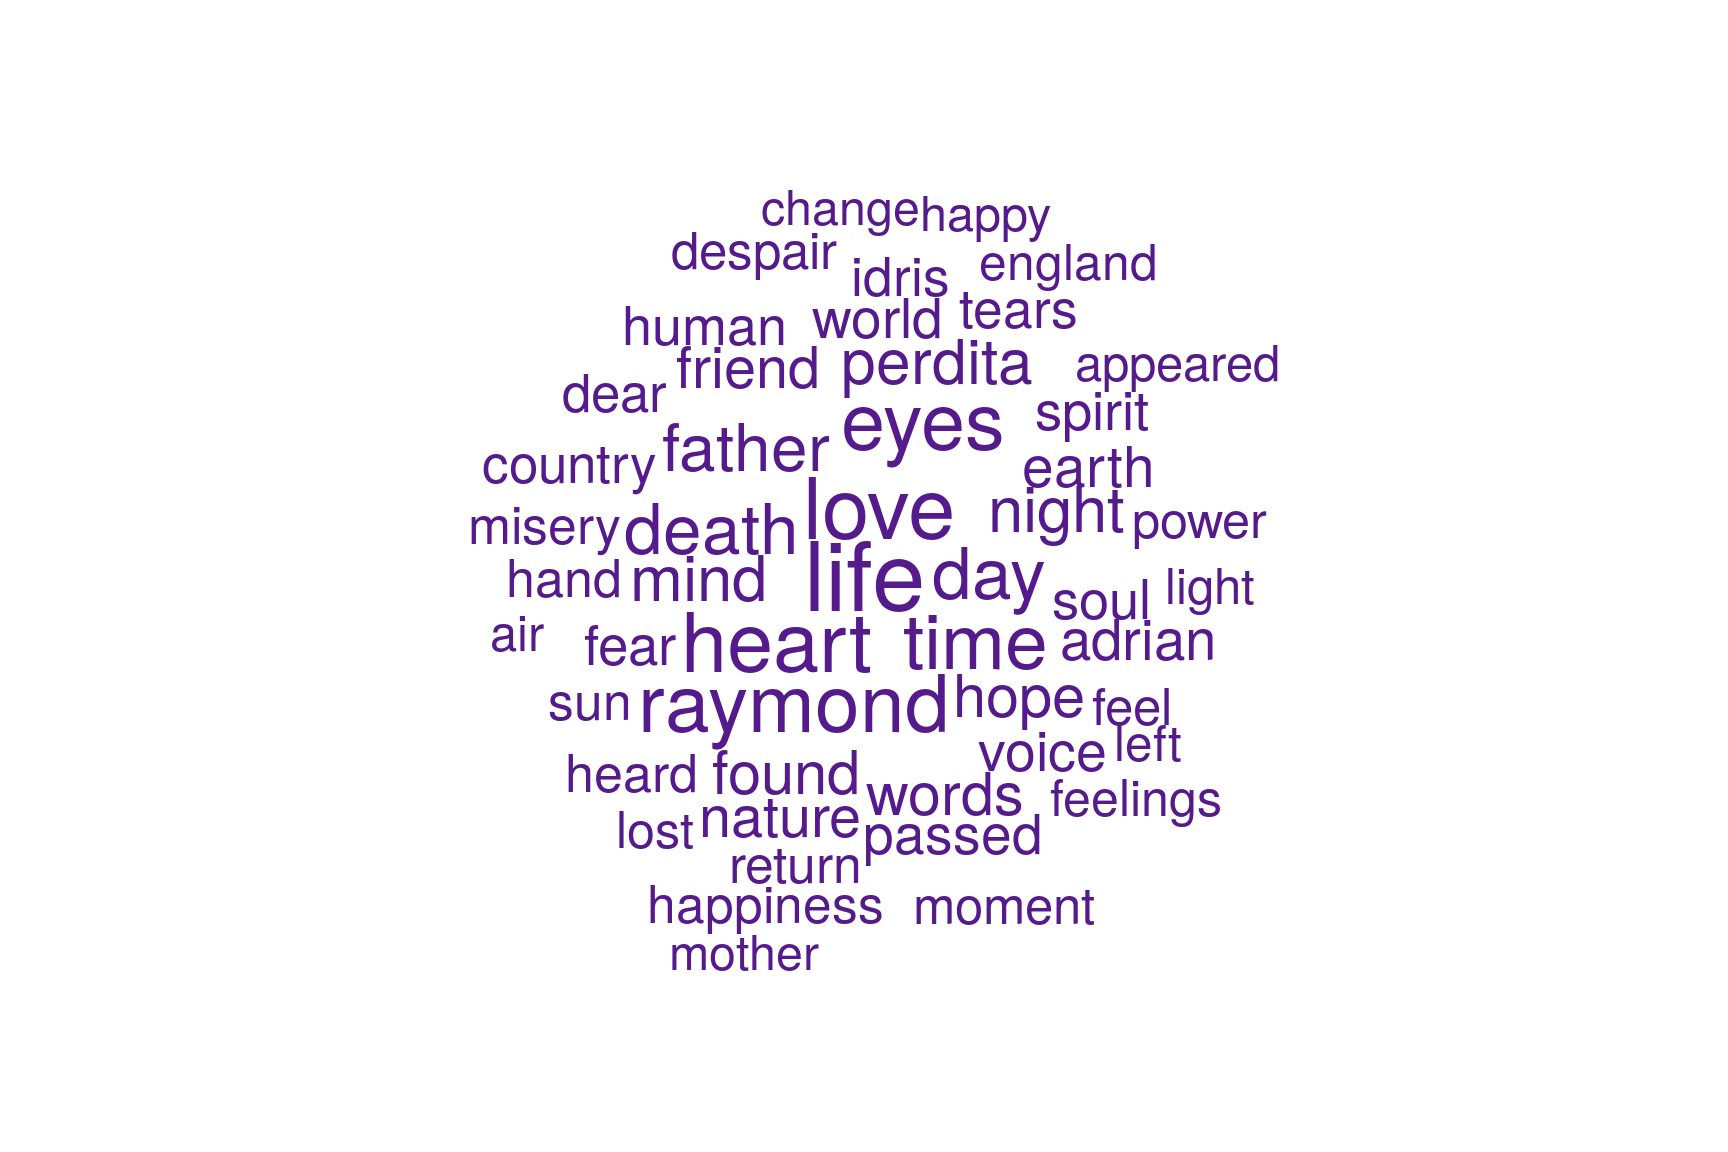 change happy
despair idris england
human world tears
friend perdita appeared
dear eyes spirit
country father earth
misery death love night power
hand mind life day soul light
air fear heart time adrian
sun raymond hope feel
heard found voice left
words feelings
lost nature passed
return
happiness moment
mother